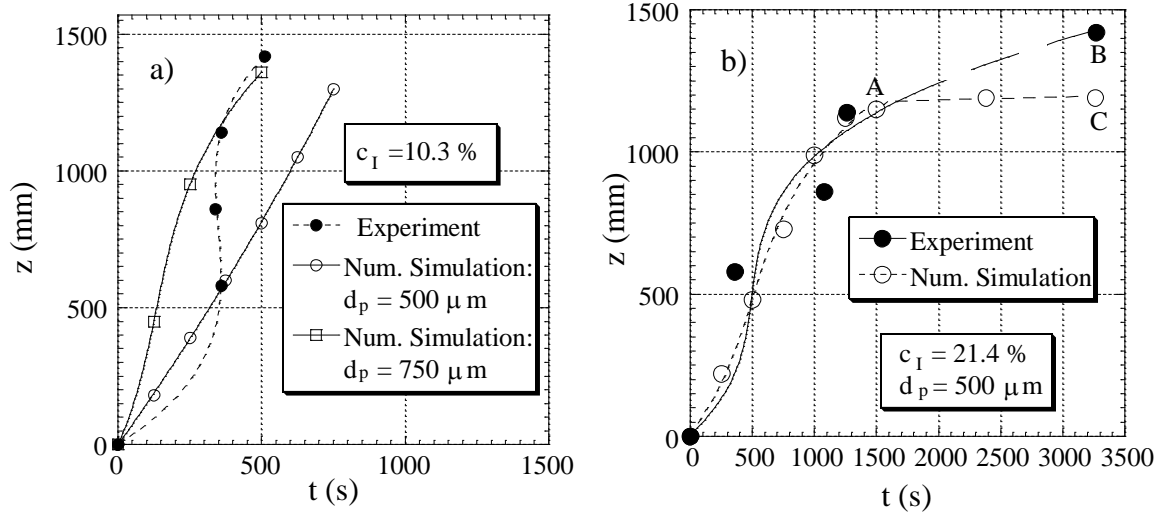 a)
c I =10.3 %
Experiment
Num. Simulation:
d p = 500 μ m
Num. Simulation:
d p = 750 μ m
z (mm)
1500
1000
500
0
0
500
1000
1500
t (s)
b)
A
B
C
Experiment
Num. Simulation
c I = 21.4 %
d p = 500 μ m
z (mm)
1500
1000
500
0
0 500 1000 1500 2000 2500 3000 3500
t (s)